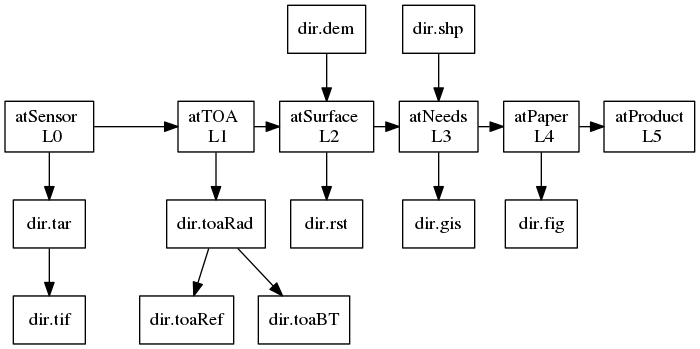 dir.dem
dir.shp
atSensor
L0
atTOA
L1
atSurface
L2
atNeeds
L3
atPaper
L4
atProduct
L5
dir.tar
dir.toaRad
dir.rst
dir.gis
dir.fig
dir.tif
dir.toaRef
dir.toaBT